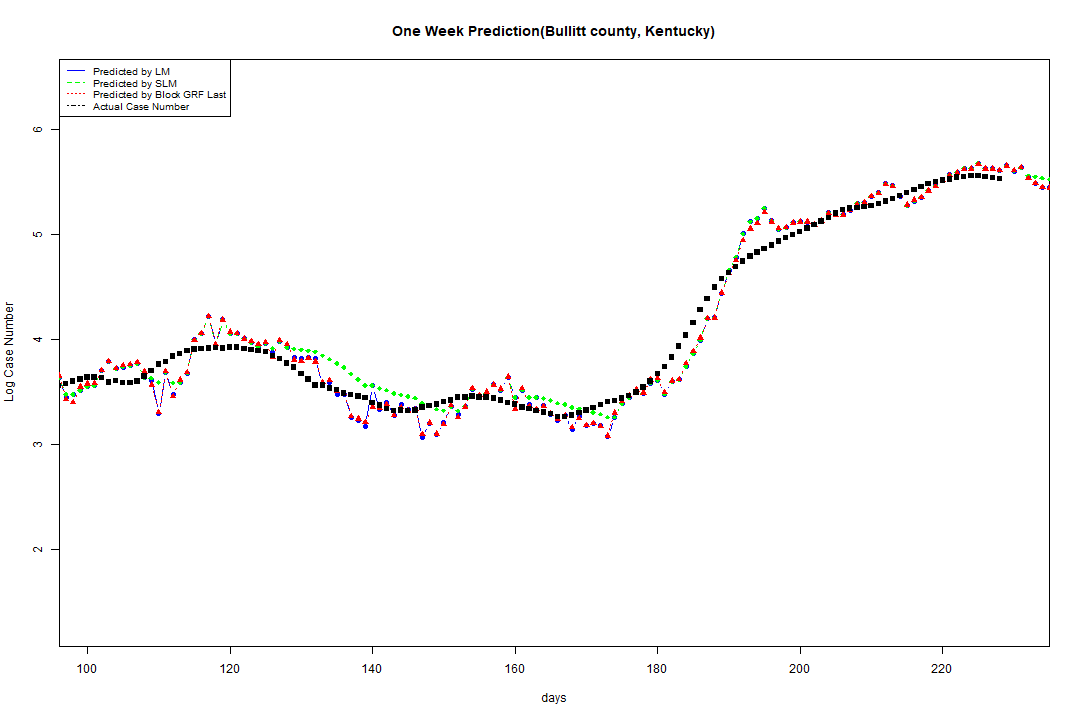 One Week Prediction(Bullitt county, Kentucky)
Predicted by LM
Predicted by SLM
Predicted by Block GRF Last
Actual Case Number
6
5
4
3
2
Log Case Number
100 120 140 160 180 200 220
days